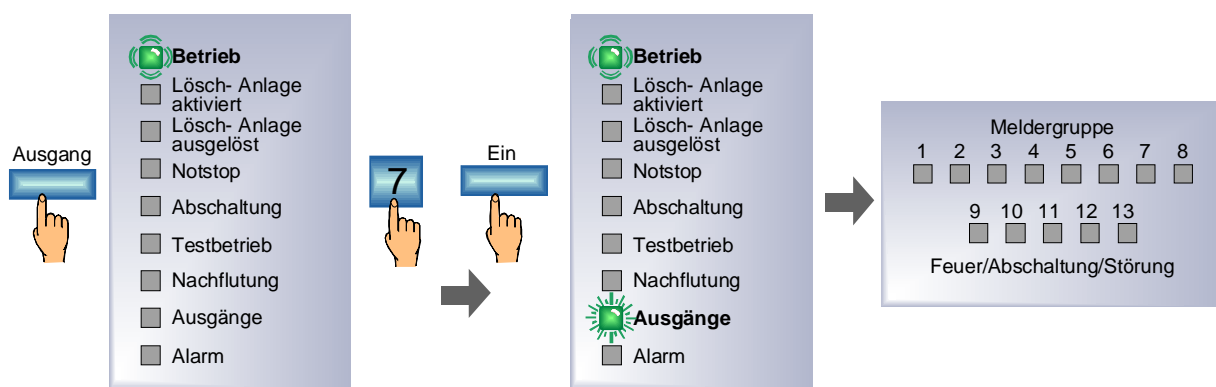 Ausgang
Betrieb
Lösch- Anlage
aktiviert
Lösch- Anlage
ausgelöst
Notstop
Abschaltung
Testbetrieb
Nachflutung
Ausgänge
Alarm
7
Ein
Betrieb
Lösch- Anlage
aktiviert
Lösch- Anlage
ausgelöst
Notstop
Abschaltung
Testbetrieb
Nachflutung
Ausgänge
Alarm
Meldergruppe
1 2 3 4 5 6 7 8
9 10 11 12 13
Feuer/Abschaltung/Störung